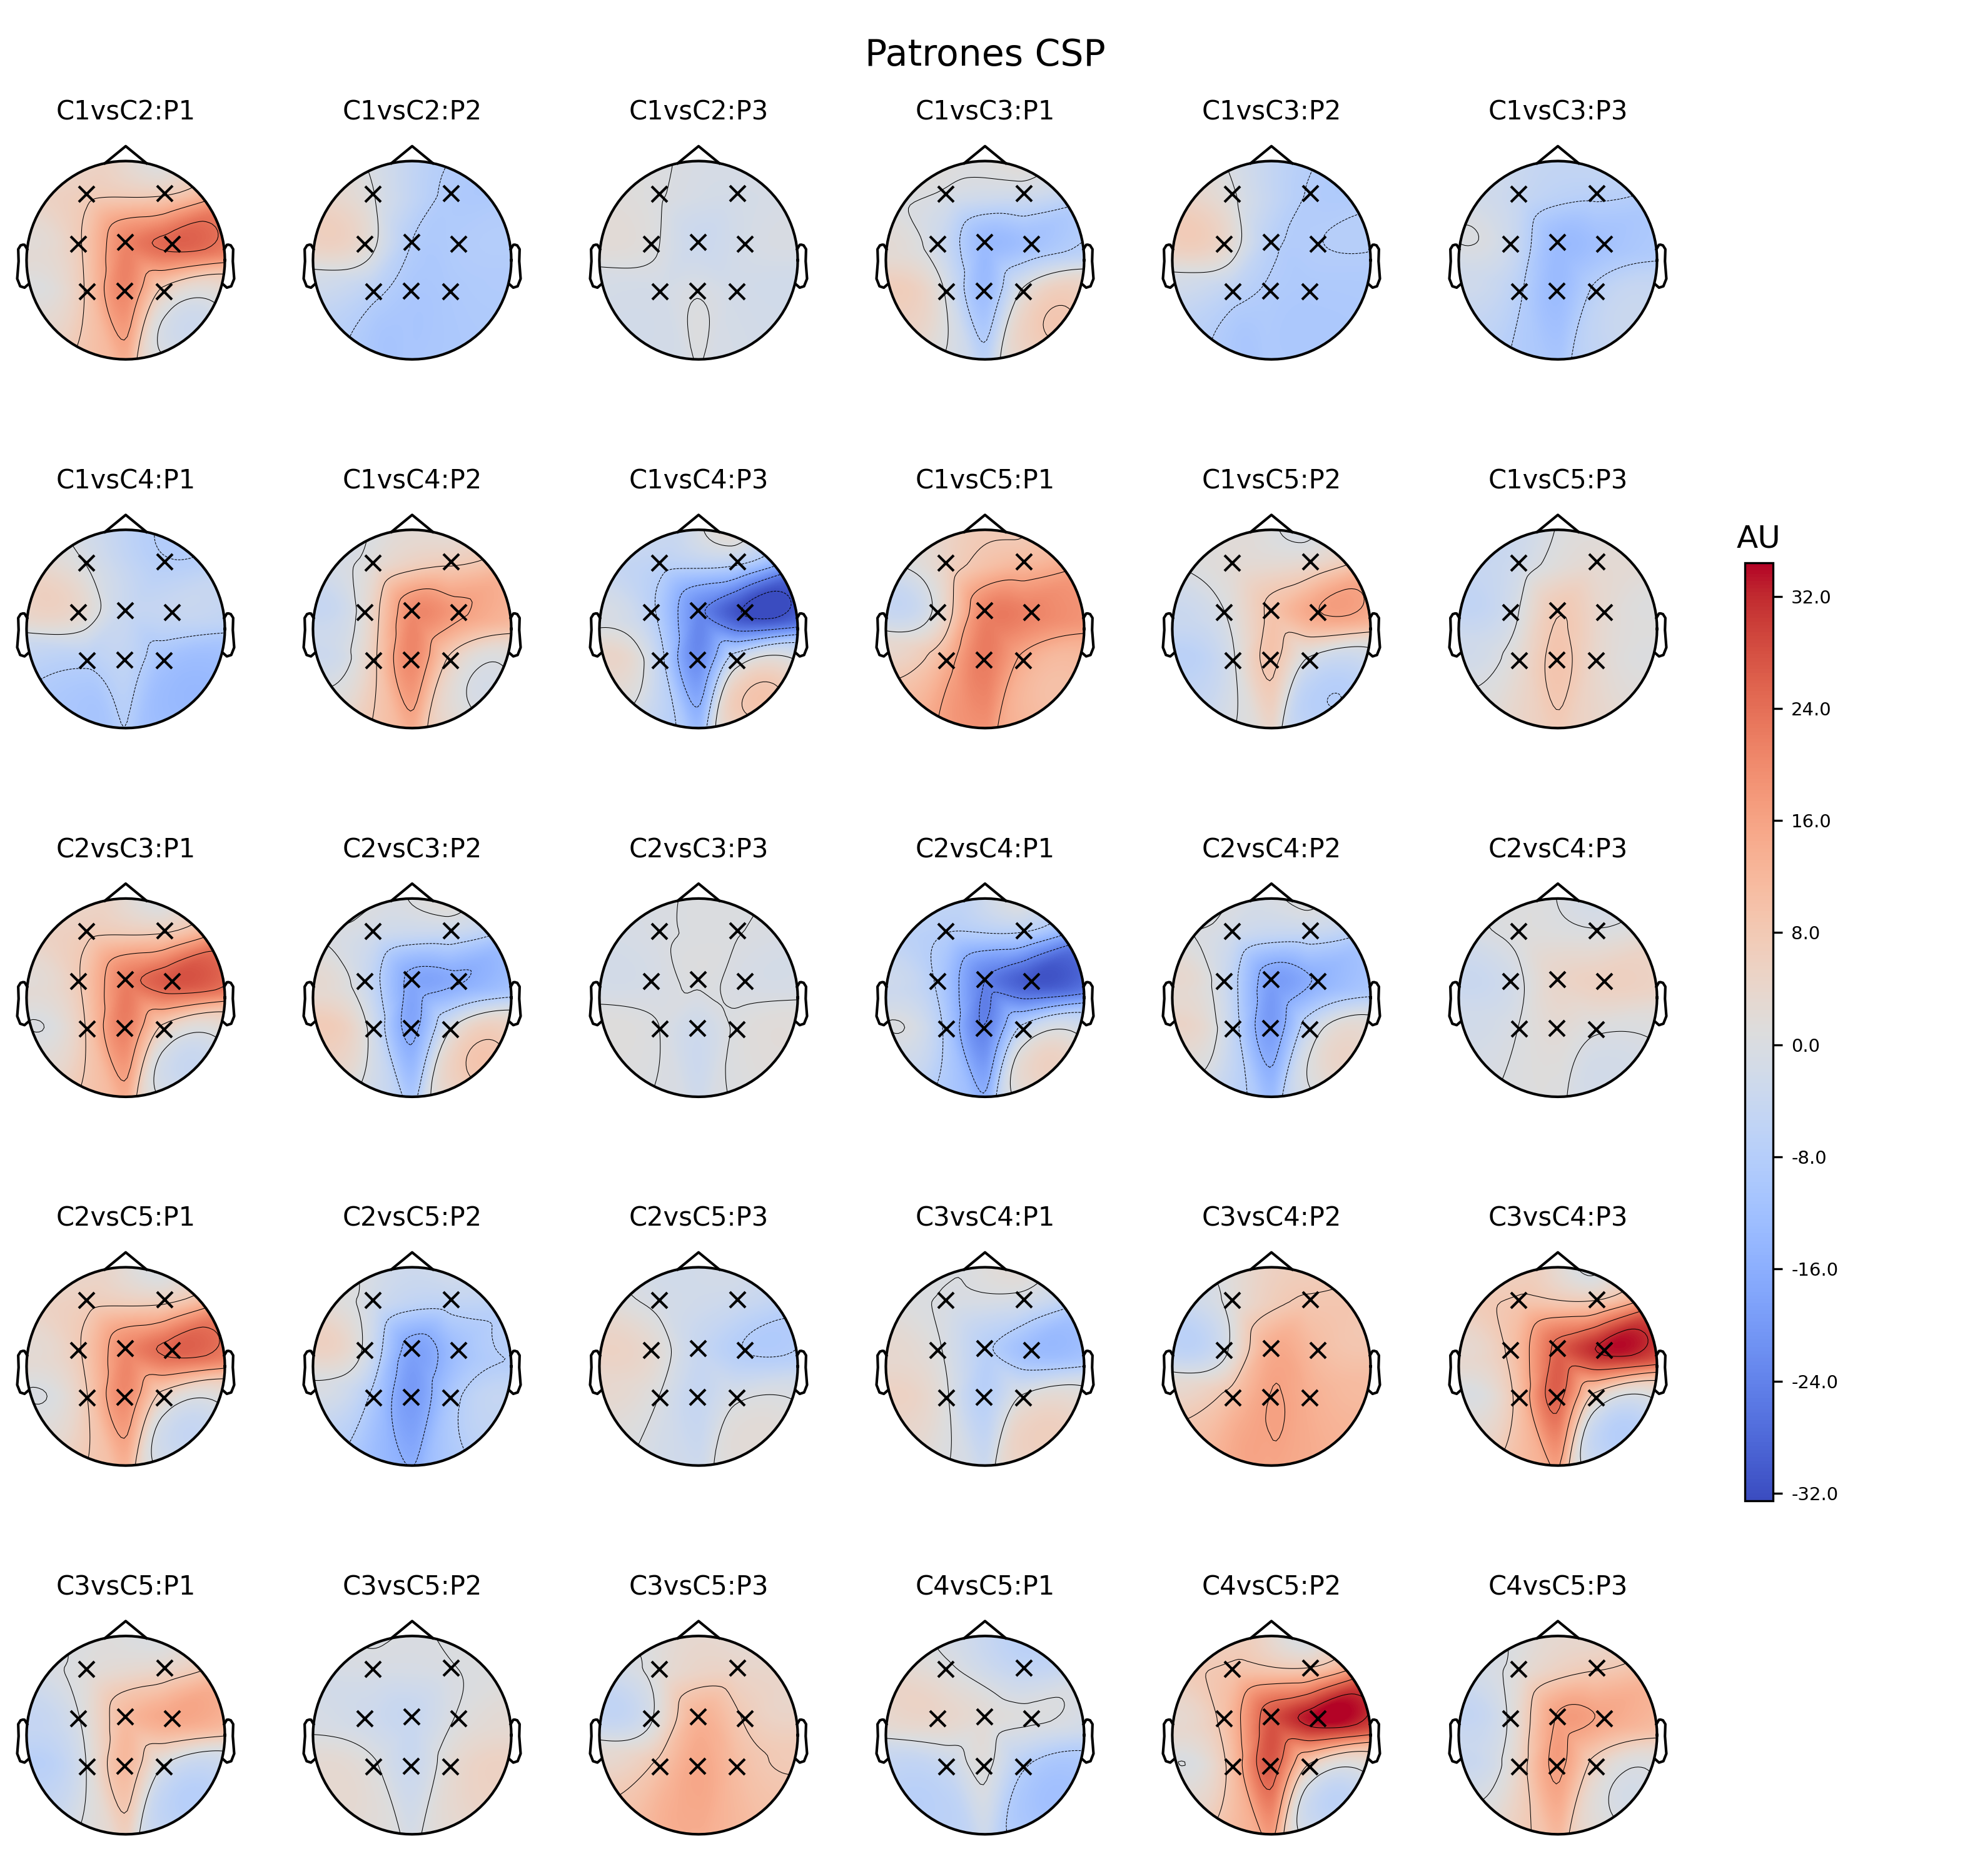 Patrones CSP
C1vsC2:P1 C1vsC2:P2 C1vsC2:P3 C1vsC3:P1 C1vsC3:P2 C1vsC3:P3
C1vsC4:P1 C1vsC4:P2 C1vsC4:P3 C1vsC5:P1 C1vsC5:P2 C1vsC5:P3
AU
32.0
24.0
16.0
C2vsC3:P1 C2vsC3:P2 C2vsC3:P3 C2vsC4:P1 C2vsC4:P2 C2vsC4:P3
8.0
0.0
-8.0
C2vsC5:P1 C2vsC5:P2 C2vsC5:P3 C3vsC4:P1 C3vsC4:P2 C3vsC4:P3
-16.0
-24.0
-32.0
C3vsC5:P1 C3vsC5:P2 C3vsC5:P3 C4vsC5:P1 C4vsC5:P2 C4vsC5:P3